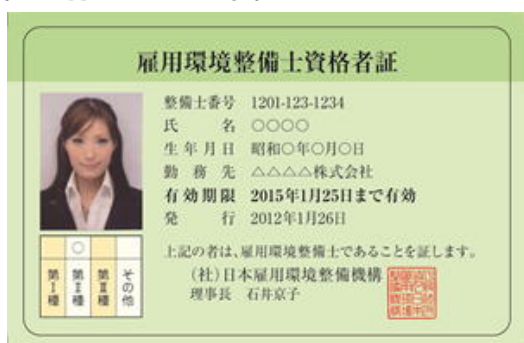 雇用環境整備士資格者証
整備士番号 1201-123-1234
氏 名 ○○○○
生年月日 昭和○年○月○日
勤務先 △△△△株式会社
有効期限 2015年1月25日まで有効
発 行 2012年1月26日
○
第Ⅰ種 第Ⅱ種 第Ⅲ種 その他
上記の者は、雇用環境整備士であることを証します。
(社)日本雇用環境整備機構
理事長 石井京子